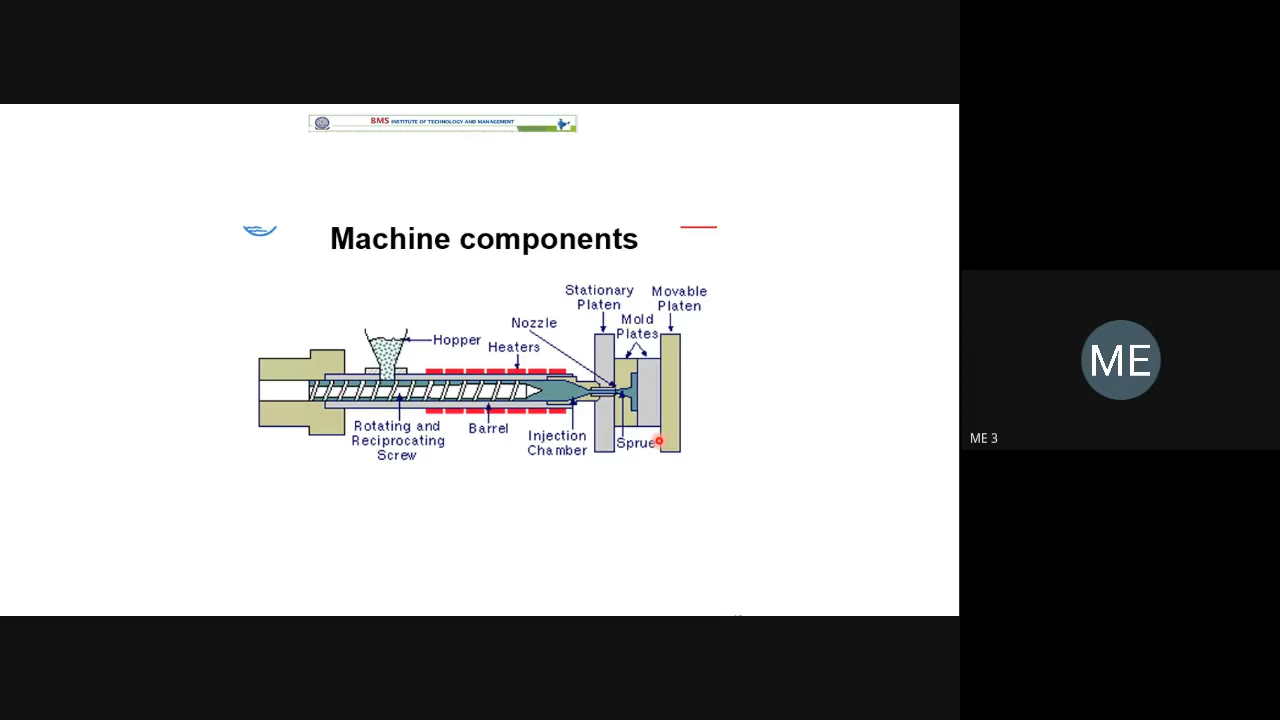 BMS INSTITUTE OF TECHNOLOGY AND MANAGEMENT
Machine components
Stationary
Platen
Movable
Platen
Mold
Plates
Nozzle
Hopper
Heaters
Rotating and
Reciprocating
Screw
Barrel
Injection
Chamber
Sprue
ME
ME 3